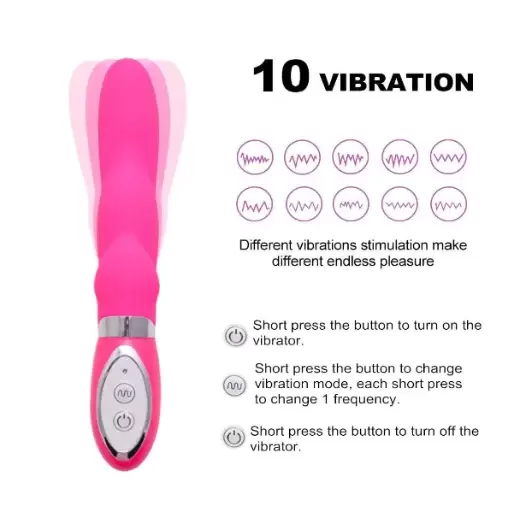 10 VIBRATION
Different vibrations stimulation make
different endless pleasure
Short press the button to turn on the
vibrator.
Short press the button to change
vibration mode, each short press
to change 1 frequency.
Short press the button to turn off the
vibrator.